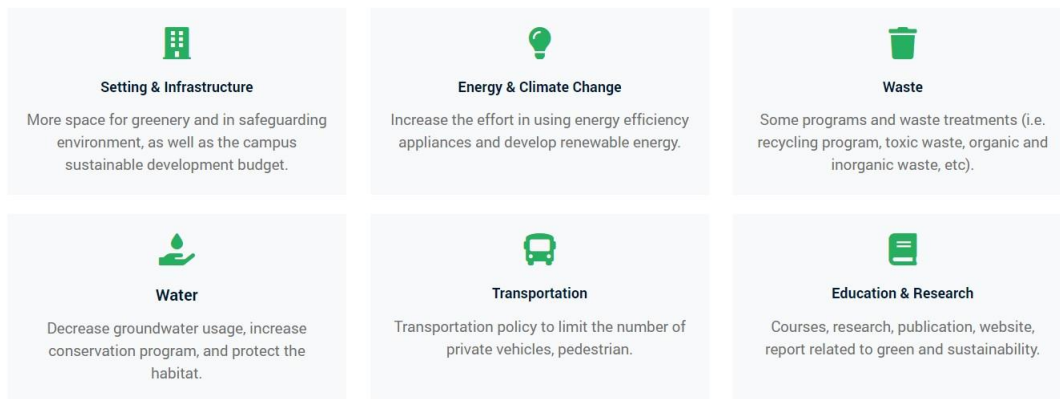 Setting & Infrastructure
More space for greenery and in safeguarding
environment, as well as the campus
sustainable development budget.
Energy & Climate Change
Increase the effort in using energy efficiency
appliances and develop renewable energy.
Waste
Some programs and waste treatments (i.e.
recycling program, toxic waste, organic and
inorganic waste, etc).
Water
Decrease groundwater usage, increase
conservation program, and protect the
habitat.
Transportation
Transportation policy to limit the number of
private vehicles, pedestrian.
Education & Research
Courses, research, publication, website,
report related to green and sustainability.